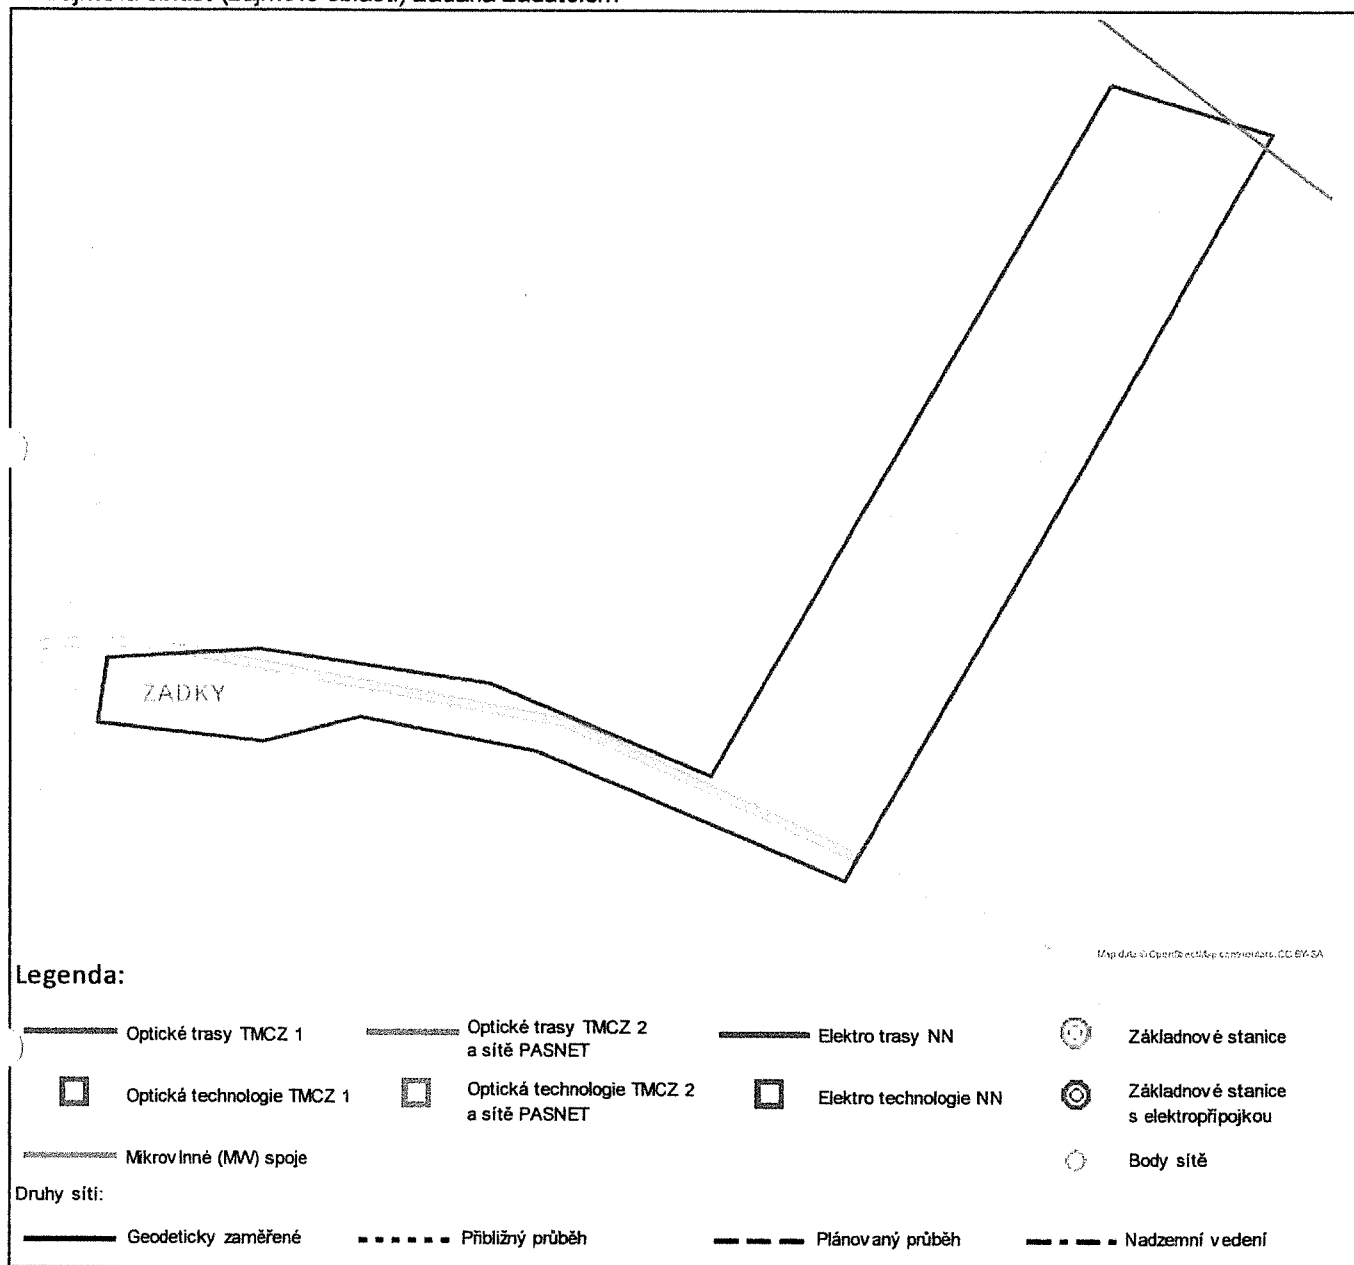 ZÁDKY
Legenda:
Optické trasy TMCZ 1
Optické trasy TMCZ 2
a sítě PASNET
Elektro trasy NN
Základnové stanice
Optická technologie TMCZ 1
Optická technologie TMCZ 2
a sítě PASNET
Elektro technologie NN
Základnové stanice
s elektropřípojkou
Mikrovlnné (MW) spoje
Body sítě
Druhy sítí:
Geodeticky zaměřené
Přibližný průběh
Plánovaný průběh
Nadzemní vedení